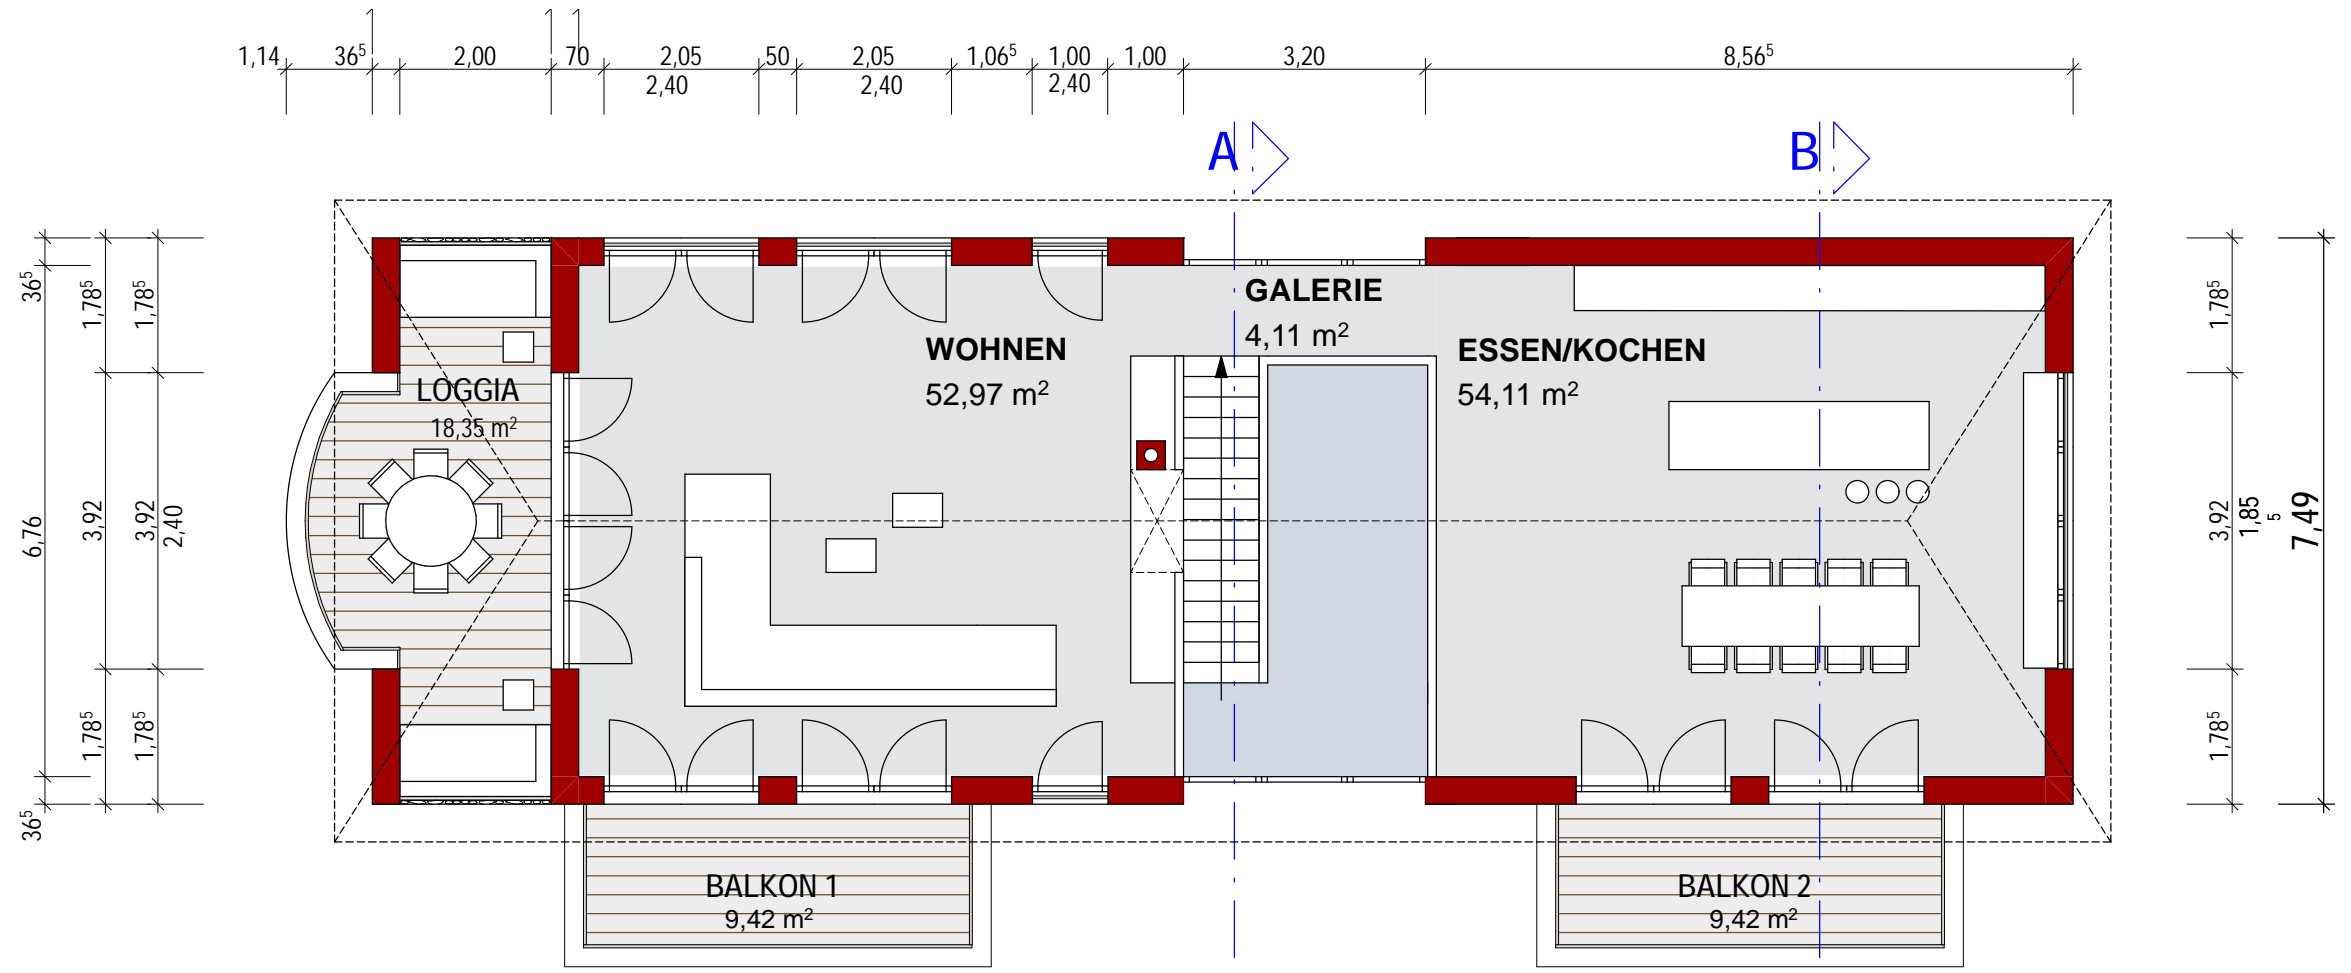 1,14 36⁵ 2,00 70 2,05 50 2,05 1,06⁵ 1,00 1,00 3,20 8,56⁵
2,40 2,40 2,40
A B
36⁵ 1,78⁵ 1,78⁵ 1,78⁵
GALERIE
4,11 m²
WOHNEN
52,97 m²
ESSEN/KOCHEN
54,11 m²
LOGGIA
18,35 m²
6,76 3,92 3,92 2,40 3,92 1,85 5 7,49
36⁵ 1,78⁵ 1,78⁵ 1,78⁵
BALKON 1
9,42 m²
BALKON 2
9,42 m²